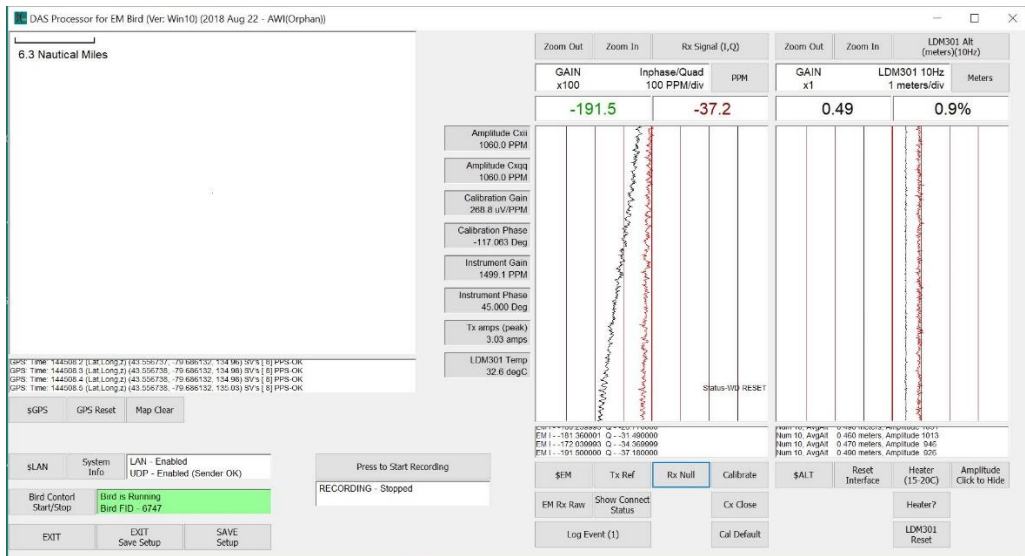 DAS Processor for EM Bird (Ver: Win10) (2018 Aug 22 - AWI(Orphan))
6.3 Nautical Miles
Zoom Out
Zoom In
Rx Signal (I,Q)
Zoom Out
Zoom In
LDM301 Alt
(meters)(10Hz)
GAIN
x100
Inphase/Quad
100 PPM/div
PPM
GAIN
x1
LDM301 10Hz
1 meters/div
Meters
-191.5
-37.2
0.49
0.9%
Amplitude Cxii
1060.0 PPM
Amplitude Cxqq
1060.0 PPM
Calibration Gain
268.8 uV/PPM
Calibration Phase
-117.063 Deg
Instrument Gain
1499.1 PPM
Instrument Phase
45.000 Deg
Tx amps (peak)
3.03 amps
LDM301 Temp
32.6 degC
Status-WD RESET
GPS: Time: 144508.2 (Lat,Long,z) (43.556737, -79.686132, 134.96) SV's [ 8] PPS-OK
GPS: Time: 144508.3 (Lat,Long,z) (43.556738, -79.686132, 134.98) SV's [ 8] PPS-OK
GPS: Time: 144508.4 (Lat,Long,z) (43.556738, -79.686132, 134.98) SV's [ 8] PPS-OK
GPS: Time: 144508.5 (Lat,Long,z) (43.556738, -79.686132, 135.03) SV's [ 8] PPS-OK
EM I - -181.360001 Q - -31.490000
EM I - -172.039993 Q - -34.369999
EM I - -191.500000 Q - -37.160000
Num 10, AvgAlt 0.460 meters, Amplitude 1013
Num 10, AvgAlt 0.470 meters, Amplitude 946
Num 10, AvgAlt 0.490 meters, Amplitude 926
$GPS
GPS Reset
Map Clear
$LAN
System
Info
LAN - Enabled
UDP - Enabled (Sender OK)
Press to Start Recording
RECORDING - Stopped
Bird Contorl
Start/Stop
Bird is Running
Bird FID - 6747
EXIT
EXIT
Save Setup
SAVE
Setup
$EM
Tx Ref
Rx Null
Calibrate
$ALT
Reset
Interface
Heater
(15-20C)
Amplitude
Click to Hide
EM Rx Raw
Show Connect
Status
Cx Close
Heater?
Log Event (1)
Cal Default
LDM301
Reset